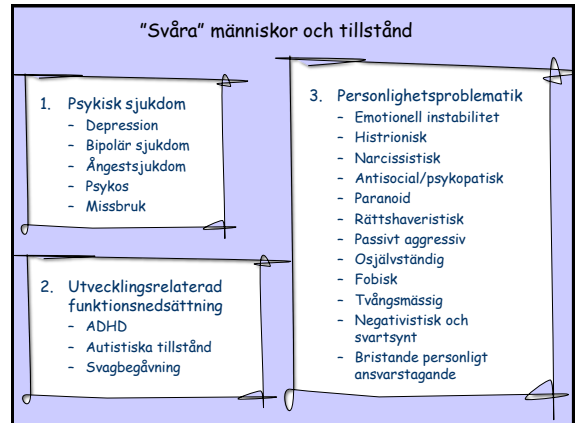 ”Svåra” människor och tillstånd
1. Psykisk sjukdom
– Depression
– Bipolär sjukdom
– Ångestsjukdom
– Psykos
– Missbruk
2. Utvecklingsrelaterad
funktionsnedsättning
– ADHD
– Autistiska tillstånd
– Svagbegåvning
3. Personlighetsproblematik
– Emotionell instabilitet
– Histrionisk
– Narcissistisk
– Antisocial/psykopatisk
– Paranoid
– Rättshaveristisk
– Passivt aggressiv
– Osjälvständig
– Fobisk
– Tvångsmässig
– Negativistisk och
svartsynt
– Bristande personligt
ansvarstagande